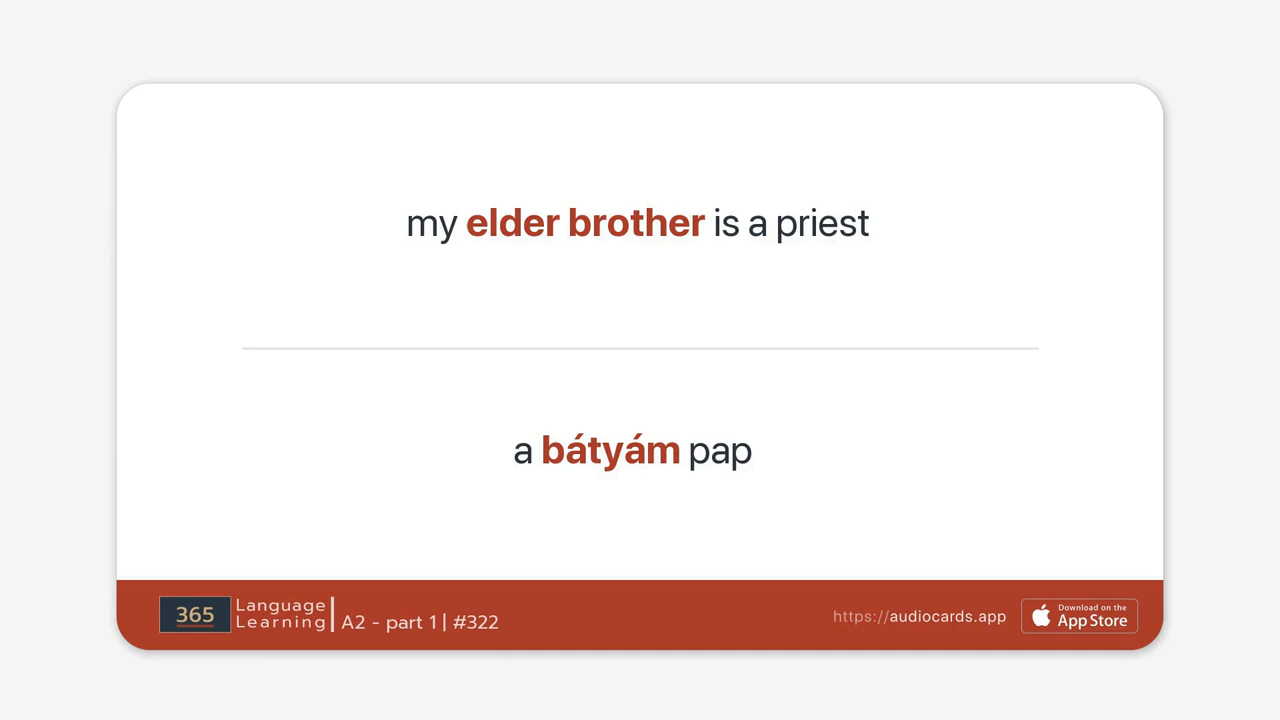 my elder brother is a priest
a bátyám pap
365 Language Learning
A2 - part 1 | #322
https://audiocards.app
Download on the App Store